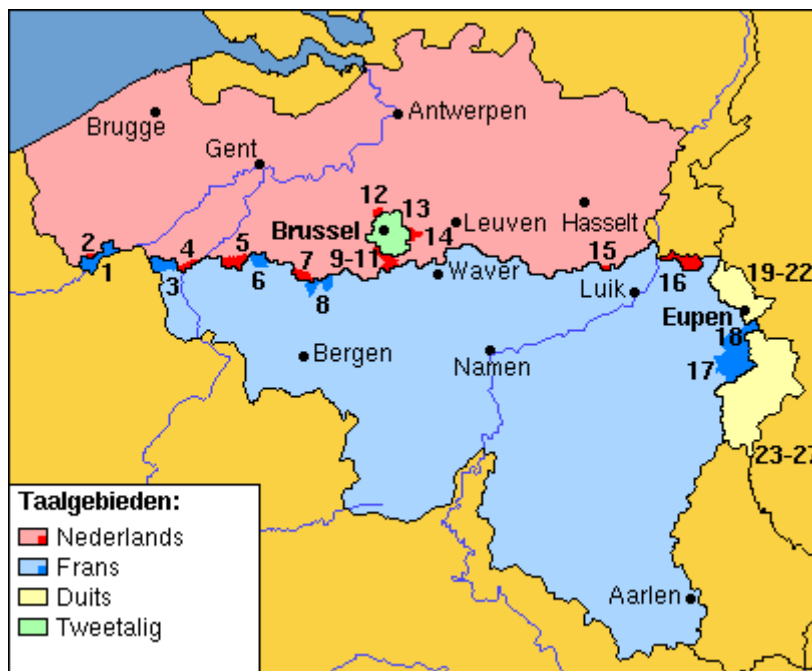 Brugge
Antwerpen
Gent
12
13
Brussel
Leuven
Hasselt
14
2
1
4
5
3
6
7
9-11
8
Waver
15
Luik
16
19-22
Eupen
18
17
Bergen
Namen
23-27
Aarlen
Taalgebieden:
Nederlands
Frans
Duits
Tweetalig